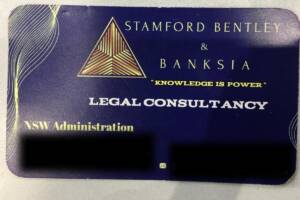 STAMFORD BENTLEY
&
BANKSIA
"KNOWLEDGE IS POWER"
LEGAL CONSULTANCY
NSW Administration